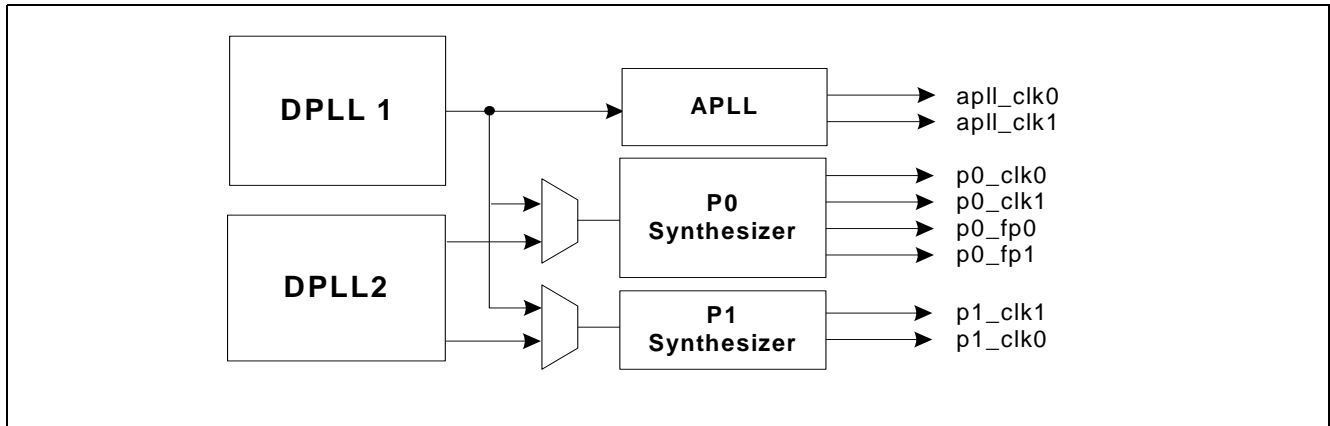 DPLL 1
APLL
apll_clk0
apll_clk1
P0
Synthesizer
p0_clk0
p0_clk1
p0_fp0
p0_fp1
DPLL2
P1
Synthesizer
p1_clk1
p1_clk0